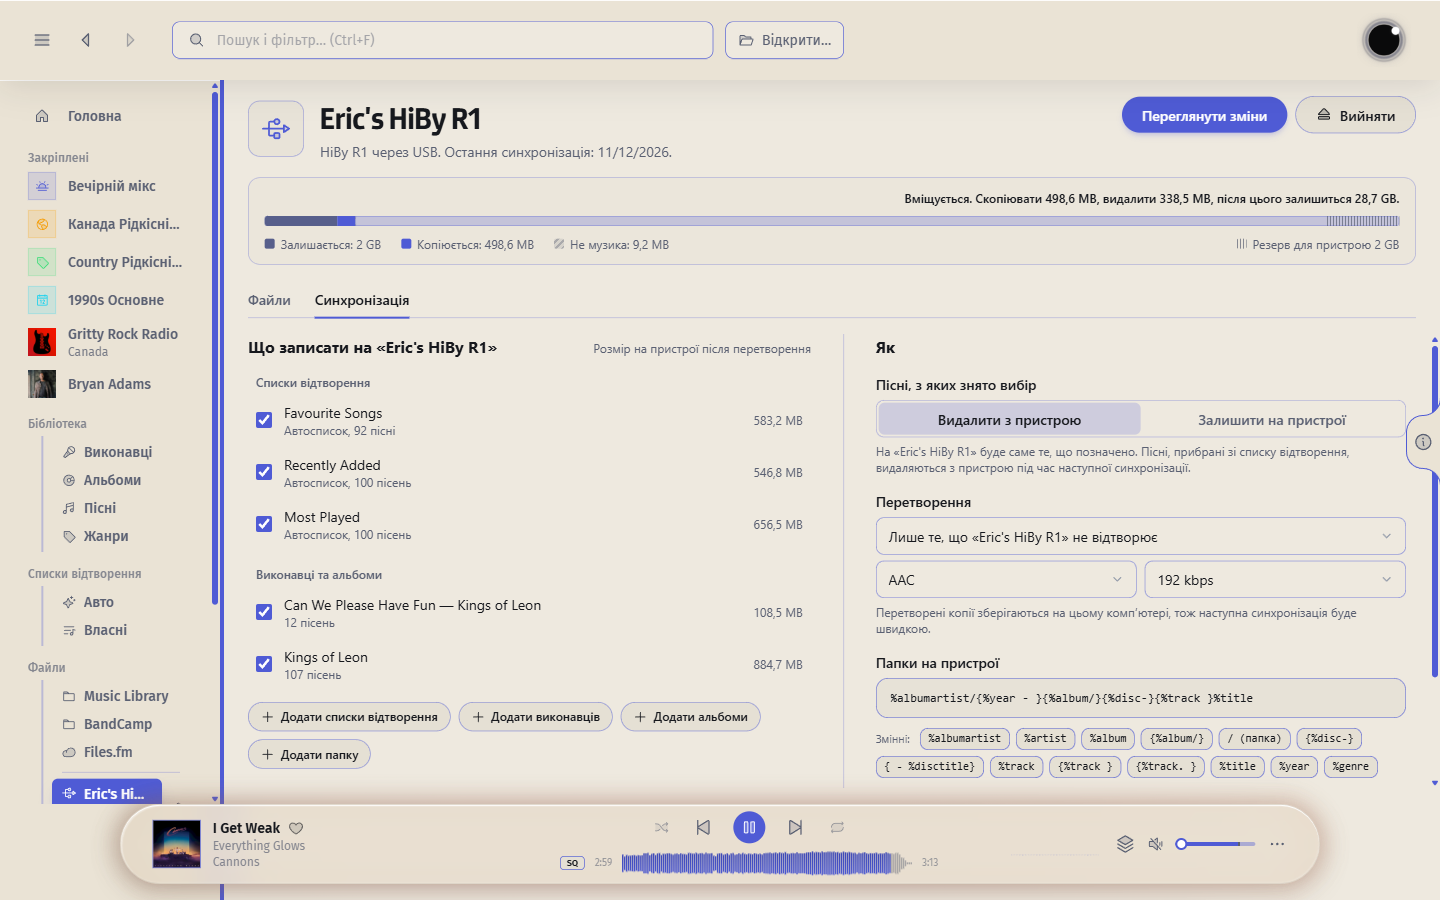 Пошук і фільтр... (Ctrl+F)
Відкрити...
Головна
Закріплені
Вечірній мікс
Канада Рідкісні...
Country Рідкісні...
1990s Основне
Gritty Rock Radio
Canada
Bryan Adams
Бібліотека
Виконавці
Альбоми
Пісні
Жанри
Списки відтворення
Авто
Власні
Файли
Music Library
BandCamp
Files.fm
Eric's Hi...
Eric's HiBy R1
HiBy R1 через USB. Остання синхронізація: 11/12/2026.
Переглянути зміни
Вийняти
Вміщується. Скопіювати 498,6 MB, видалити 338,5 MB, після цього залишиться 28,7 GB.
Залишається: 2 GB
Копіюється: 498,6 MB
Не музика: 9,2 MB
Резерв для пристрою 2 GB
Файли
Синхронізація
Що записати на «Eric's HiBy R1»
Розмір на пристрої після перетворення
Списки відтворення
Favourite Songs
583,2 MB
Автосписок, 92 пісні
Recently Added
546,8 MB
Автосписок, 100 пісень
Most Played
656,5 MB
Автосписок, 100 пісень
Виконавці та альбоми
Can We Please Have Fun — Kings of Leon
108,5 MB
12 пісень
Kings of Leon
884,7 MB
107 пісень
Додати списки відтворення
Додати виконавців
Додати альбоми
Додати папку
Як
Пісні, з яких знято вибір
Видалити з пристрою
Залишити на пристрої
На «Eric's HiBy R1» буде саме те, що позначено. Пісні, прибрані зі списку відтворення,
видаляються з пристрою під час наступної синхронізації.
Перетворення
Лише те, що «Eric's HiBy R1» не відтворює
AAC
192 kbps
Перетворені копії зберігаються на цьому комп'ютері, тож наступна синхронізація буде
швидкою.
Папки на пристрої
%albumartist/{%year - }{%album/}{%disc-}{%track }%title
Змінні:
%albumartist
%artist
%album
{%album/}
/ (папка)
{%disc-}
{ - %disctitle}
%track
{%track }
{%track. }
%title
%year
%genre
I Get Weak
Everything Glows
Cannons
SQ
2:59
3:13